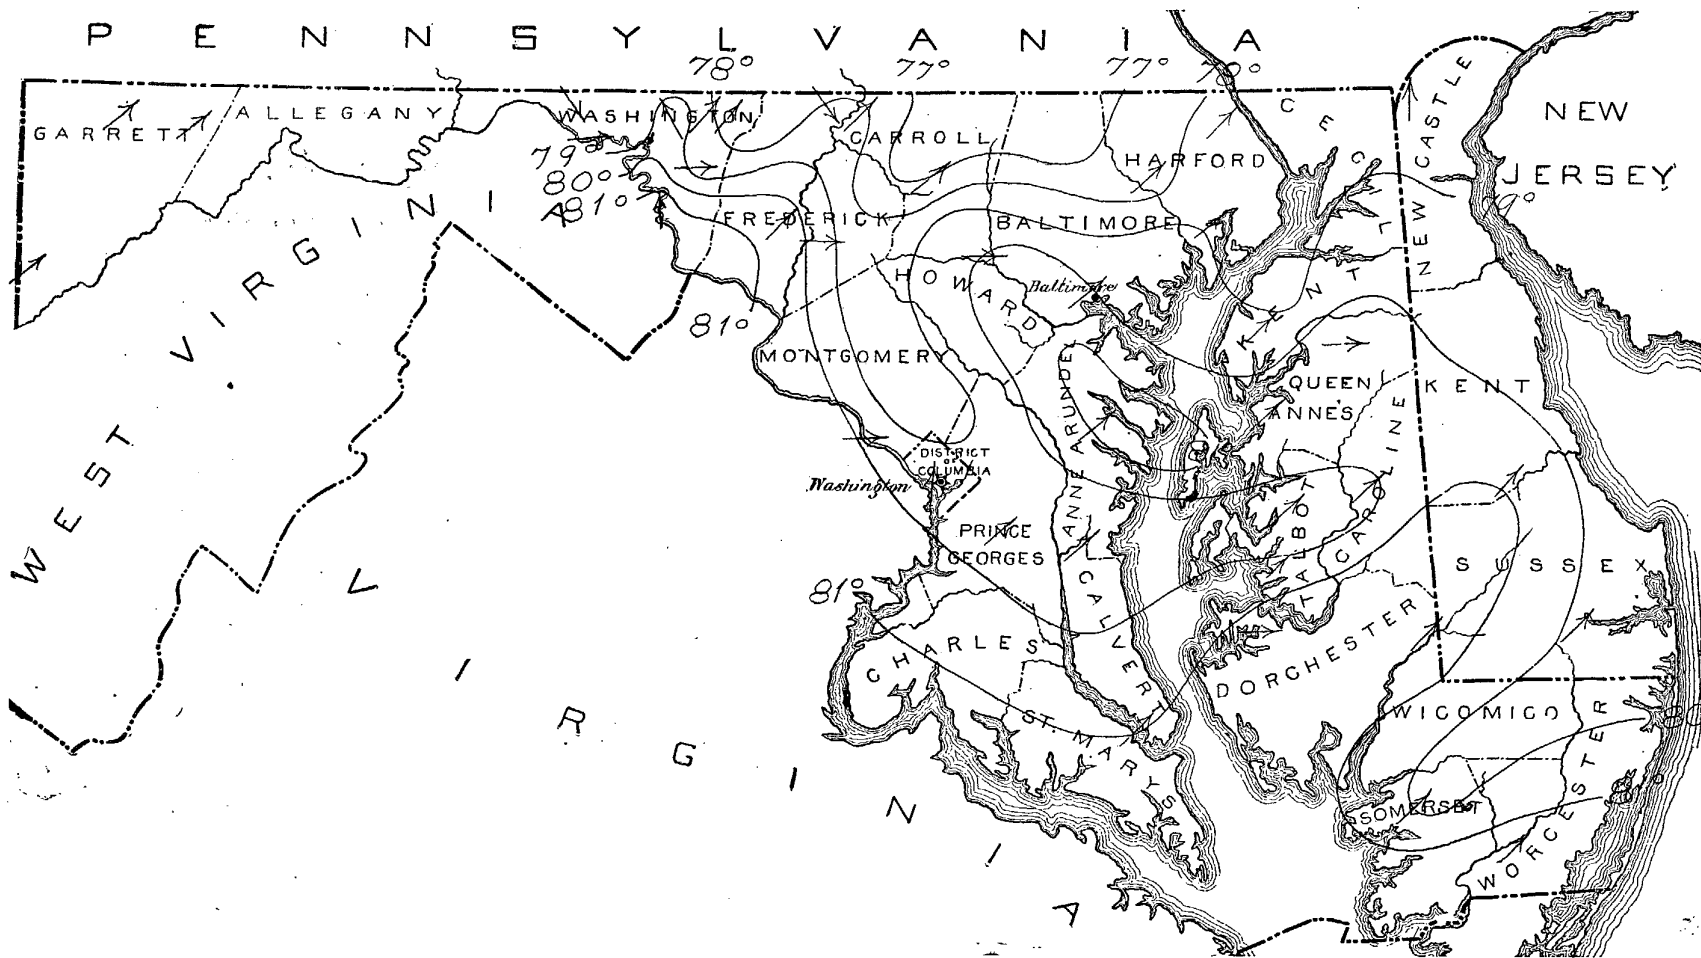 PENNSYLVANIA
78° 77° 77° 78°
GARRETT
ALLEGANY
WASHINGTON
CARROLL
HARFORD
CECIL
NEW CASTLE
NEW
JERSEY
79°
80°
81°
79°
WEST VIRGINIA
FREDERICK
BALTIMORE
HOWARD
Baltimore
KENT
81°
MONTGOMERY
ANNE ARUNDEL
QUEEN
ANNE'S
KENT
CAROLINE
DISTRICT
OF
COLUMBIA
Washington
PRINCE
GEORGES
TALBOT
SUSSEX
81°
CALVERT
CHARLES
DORCHESTER
ST. MARYS
WICOMICO
SOMERSET
WORCESTER
VIRGINIA